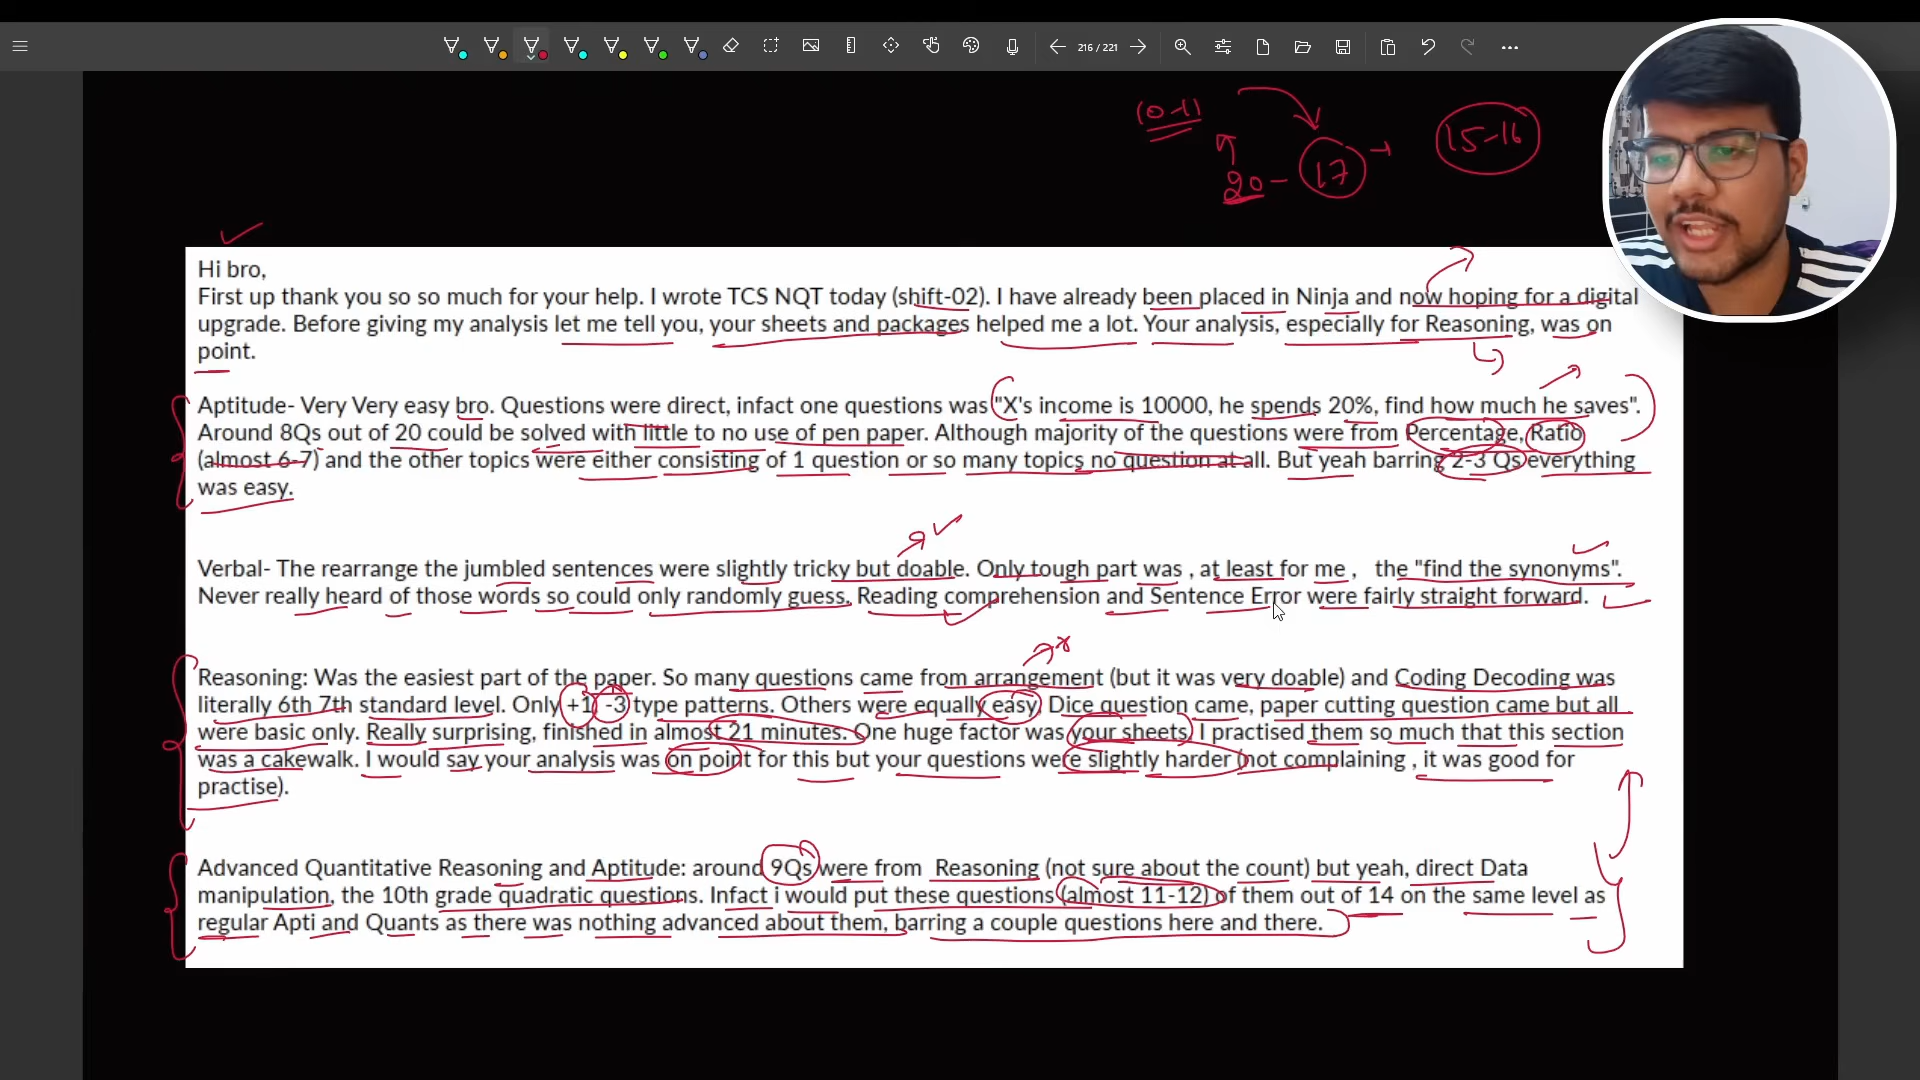 216 / 221
10-11
15-16
20-
17
Hi bro,
First up thank you so so much for your help. I wrote TCS NQT today (shift-02). I have already been placed in Ninja and now hoping for a digital
upgrade. Before giving my analysis let me tell you, your sheets and packages helped me a lot. Your analysis, especially for Reasoning, was on
point.
Aptitude- Very Very easy bro. Questions were direct, infact one questions was "X's income is 10000, he spends 20%, find how much he saves".
Around 8Qs out of 20 could be solved with little to no use of pen paper. Although majority of the questions were from Percentage, Ratio
(almost 6-7) and the other topics were either consisting of 1 question or so many topics no question at all. But yeah barring 2-3 Qs everything
was easy.
Verbal- The rearrange the jumbled sentences were slightly tricky but doable. Only tough part was , at least for me , the "find the synonyms".
Never really heard of those words so could only randomly guess. Reading comprehension and Sentence Error were fairly straight forward.
Reasoning: Was the easiest part of the paper. So many questions came from arrangement (but it was very doable) and Coding Decoding was
literally 6th 7th standard level. Only +1 -3 type patterns. Others were equally easy. Dice question came, paper cutting question came but all
were basic only. Really surprising, finished in almost 21 minutes. One huge factor was your sheets. I practised them so much that this section
was a cakewalk. I would say your analysis was on point for this but your questions were slightly harder (not complaining , it was good for
practise).
Advanced Quantitative Reasoning and Aptitude: around 9Qs were from Reasoning (not sure about the count) but yeah, direct Data
manipulation, the 10th grade quadratic questions. Infact i would put these questions (almost 11-12) of them out of 14 on the same level as
regular Apti and Quants as there was nothing advanced about them, barring a couple questions here and there.